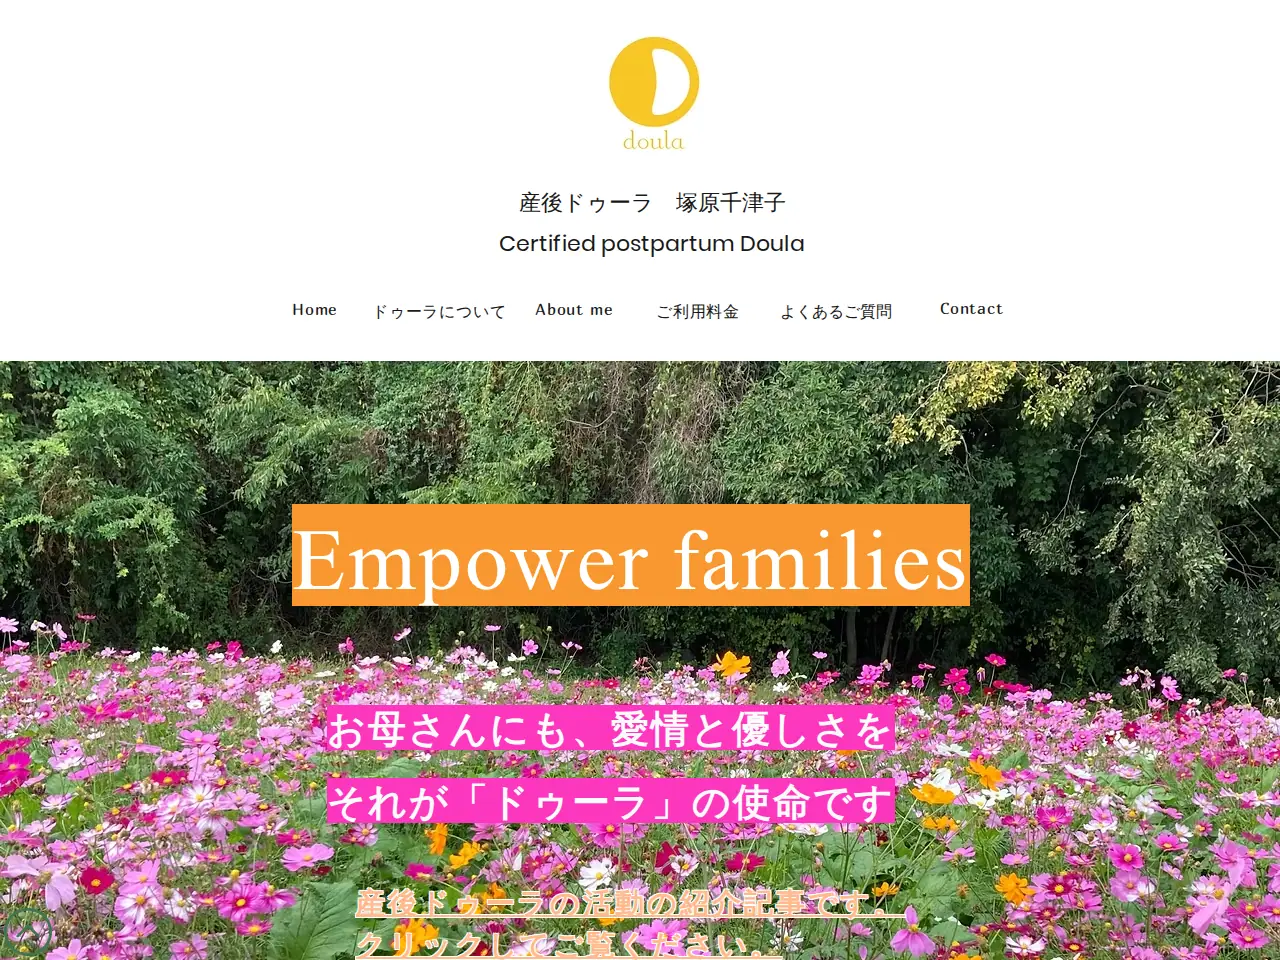 doula
産後ドゥーラ　塚原千津子
Certified postpartum Doula
Home ドゥーラについて About me ご利用料金 よくあるご質問 Contact
Empower families
お母さんにも、愛情と優しさを
それが「ドゥーラ」の使命です
産後ドゥーラの活動の紹介記事です。
クリックしてご覧ください。